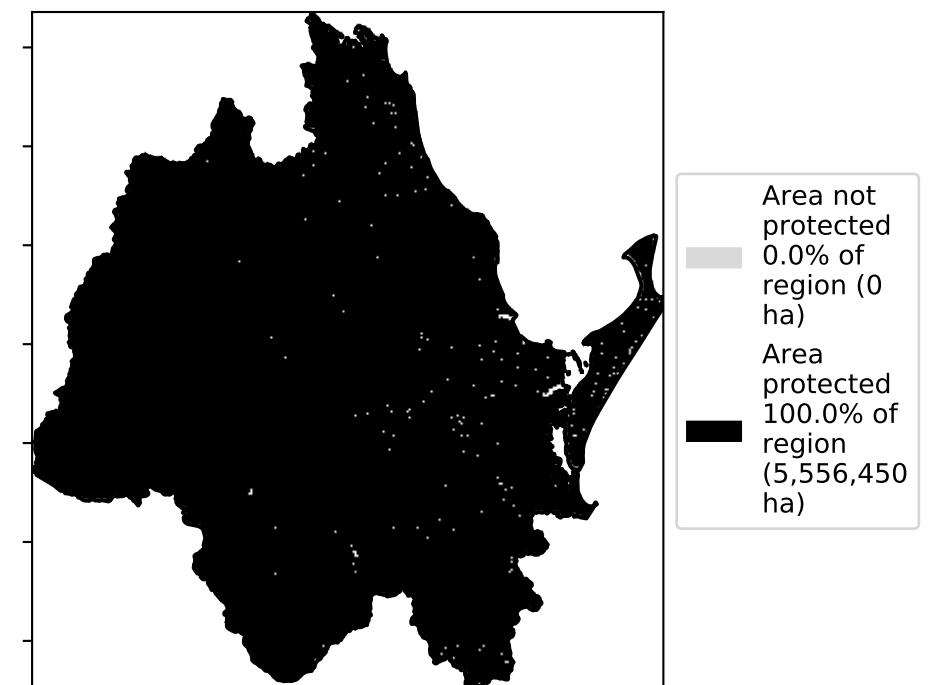 Area not
protected
0.0% of
region (0
ha)
Area
protected
100.0% of
region
(5,556,450
ha)